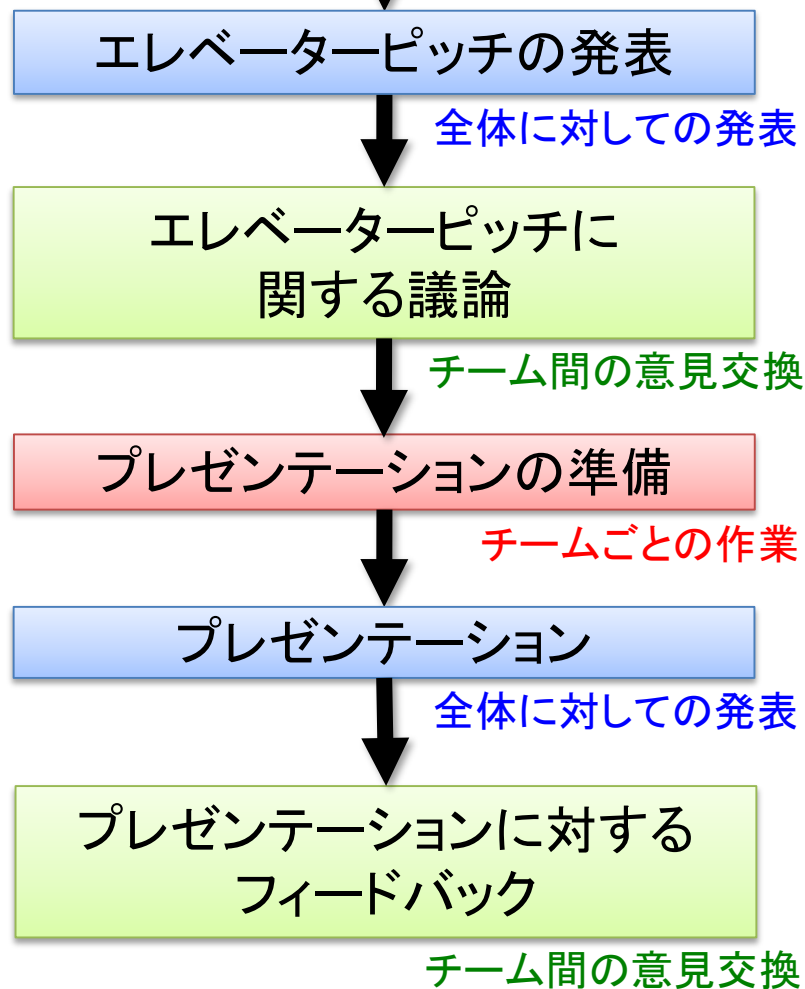 エレベーターピッチの発表
全体に対しての発表
エレベーターピッチに
関する議論
チーム間の意見交換
プレゼンテーションの準備
チームごとの作業
プレゼンテーション
全体に対しての発表
プレゼンテーションに対する
フィードバック
チーム間の意見交換